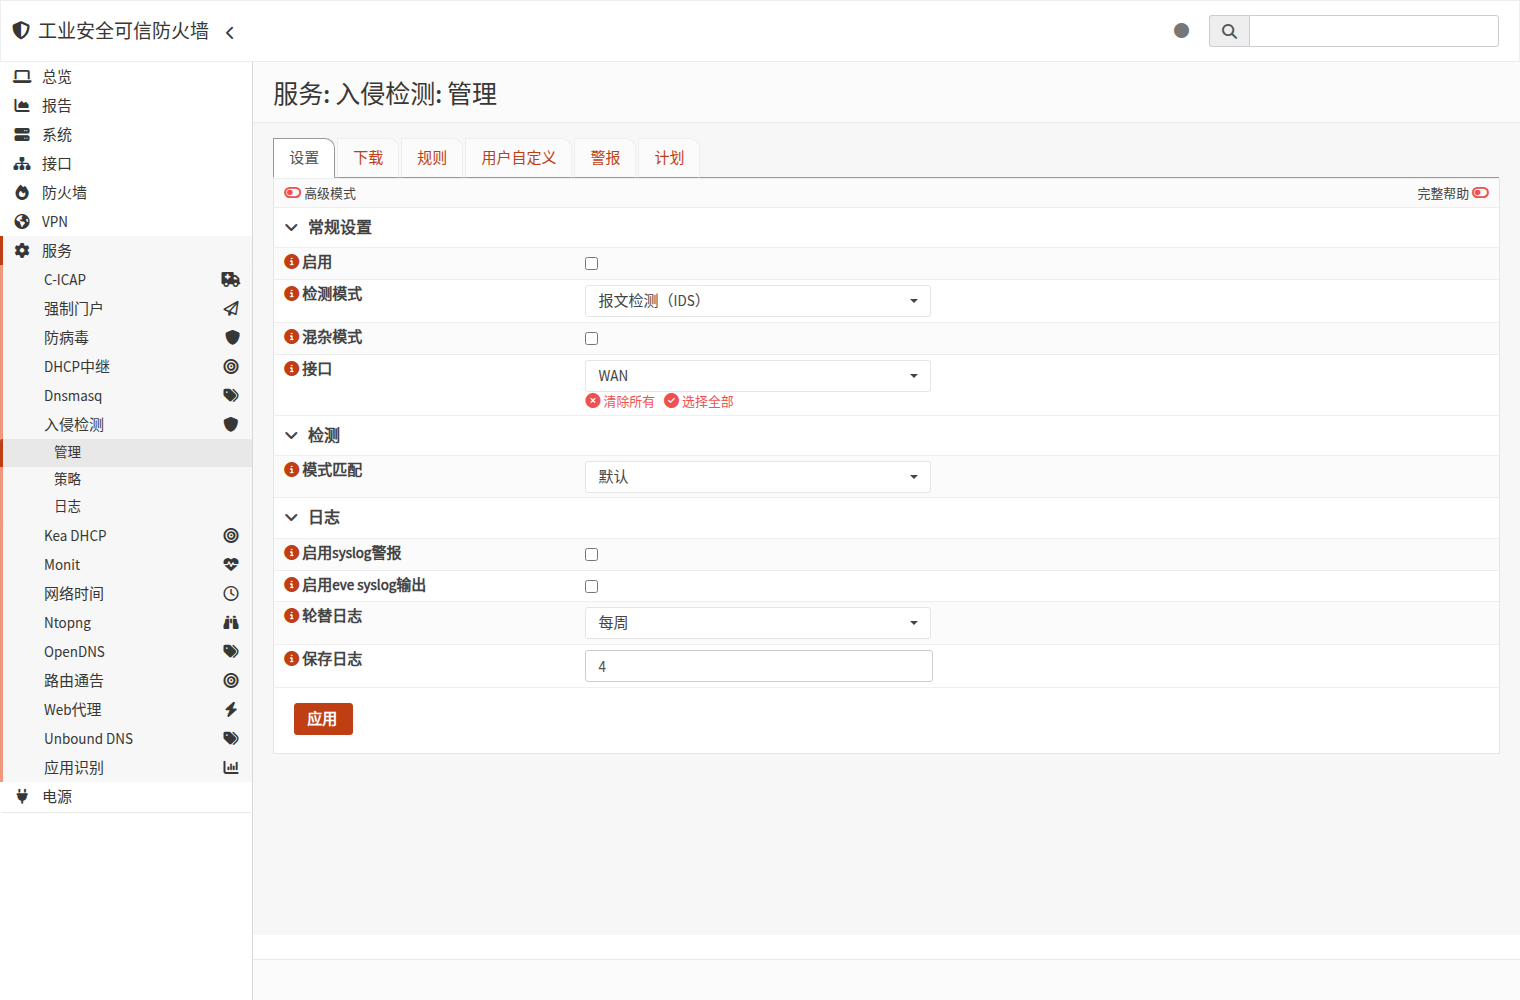 工业安全可信防火墙
总览
报告
系统
接口
防火墙
VPN
服务
C-ICAP
强制门户
防病毒
DHCP中继
Dnsmasq
入侵检测
管理
策略
日志
Kea DHCP
Monit
网络时间
Ntopng
OpenDNS
路由通告
Web代理
Unbound DNS
应用识别
电源
服务: 入侵检测: 管理
设置 下载 规则 用户自定义 警报 计划
高级模式 完整帮助
常规设置
启用
检测模式 报文检测（IDS）
混杂模式
接口 WAN
清除所有 选择全部
检测
模式匹配 默认
日志
启用syslog警报
启用eve syslog输出
轮替日志 每周
保存日志 4
应用